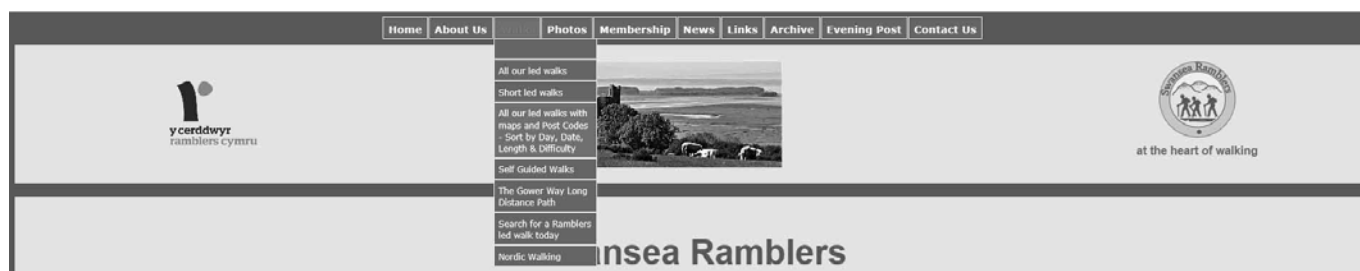 Home About Us Photos Membership News Links Archive Evening Post Contact Us
All our led walks
Short led walks
All our led walks with
maps and Post Codes
- Sort by Day, Date,
Length & Difficulty
Self Guided Walks
The Gower Way Long
Distance Path
Search for a Ramblers
led walk today
Nordic Walking
y cerddwyr
ramblers cymru
Swansea Ramblers
at the heart of walking
nsea Ramblers